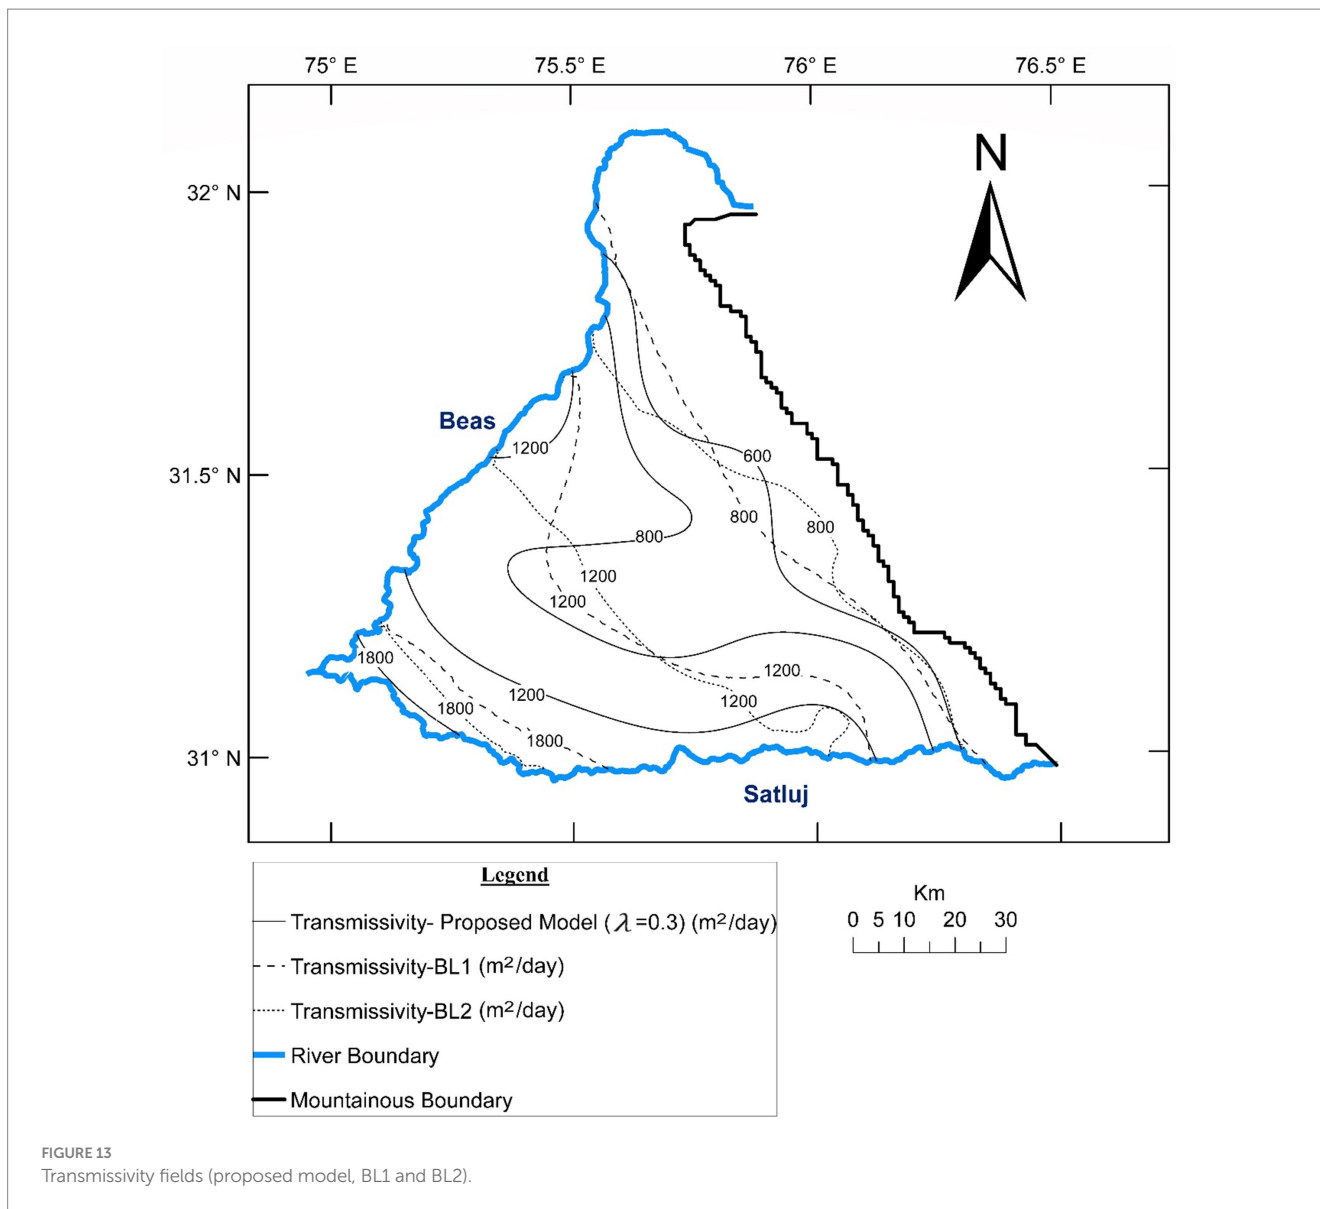 75° E 75.5° E 76° E 76.5° E
N
32° N
Beas
1200
600
31.5° N
800
800
800
1200
1200
1800
1200
1200
1200
1800
1800
31° N
Satluj
Legend
Transmissivity- Proposed Model (λ=0.3) (m²/day)
Transmissivity-BL1 (m²/day)
Transmissivity-BL2 (m²/day)
River Boundary
Mountainous Boundary
Km
0 5 10 20 30
FIGURE 13
Transmissivity fields (proposed model, BL1 and BL2).